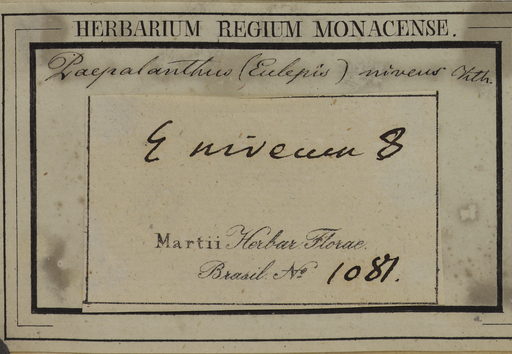 HERBARIUM REGIUM MONACENSE.
Paepalanthus (Eulepis) niveus Kth.
E niveum 8
Martii Herbar. Florae.
Brasil. No 1081.